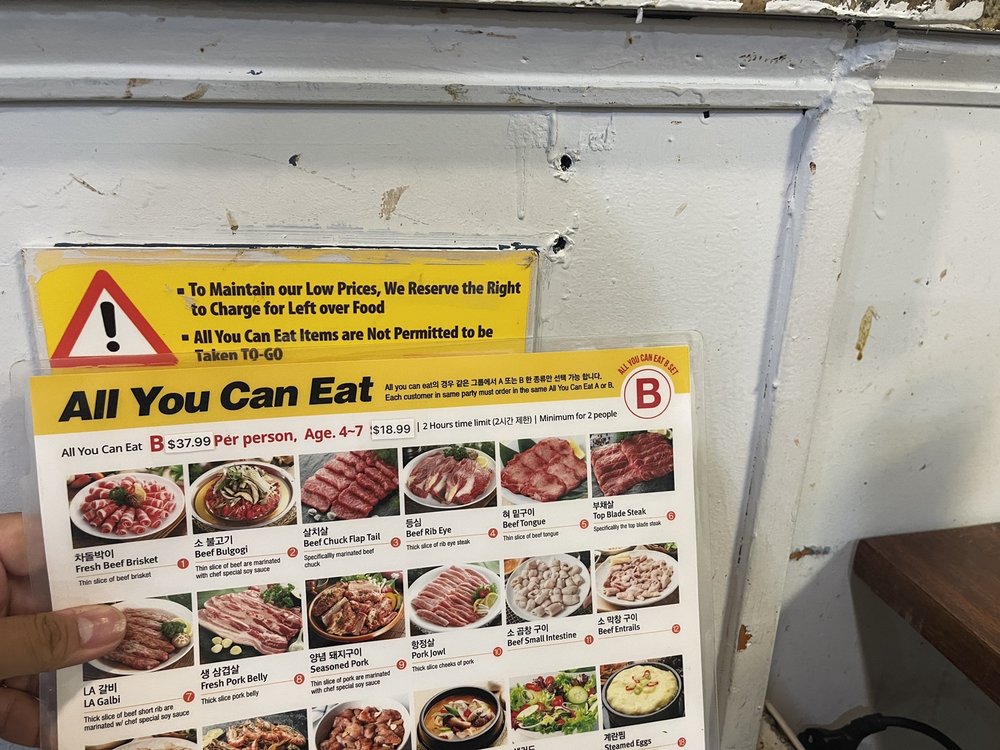 ▪ To Maintain our Low Prices, We Reserve the Right
to Charge for Left over Food
▪ All You Can Eat Items are Not Permitted to be
Taken TO-GO
All You Can Eat
All you can eat의 경우 같은 그룹에서 A 또는 B 한 종류만 선택 가능 합니다.
Each customer in same party must order in the same All You Can Eat A or B.
ALL YOU CAN EAT B SET
B
All You Can Eat B $37.99 Per person, Age. 4~7 $18.99 | 2 Hours time limit (2시간 제한) | Minimum for 2 people
차돌박이
Fresh Beef Brisket 1
Thin slice of beef brisket
소 불고기
Beef Bulgogi 2
Thin slice of beef are marinated
with chef special soy sauce
살치살
Beef Chuck Flap Tail 3
Specificallly marinated beef
chuck
등심
Beef Rib Eye 4
Thick slice of rib eye steak
혀 밑구이
Beef Tongue 5
Thin slice of beef tongue
부채살
Top Blade Steak 6
Specifically the top blade steak
LA 갈비
LA Galbi 7
Thick slice of beef short rib are
marinated w/ chef special soy sauce
생 삼겹살
Fresh Pork Belly 8
Thick slice pork belly
양념 돼지구이
Seasoned Pork 9
Thin slice of pork are marinated
with chef special soy sauce
항정살
Pork Jowl 10
Thick slice cheeks of pork
소 곱창 구이
Beef Small Intestine 11
소 막창 구이
Beef Entrails 12
계란찜
Steamed Eggs 18